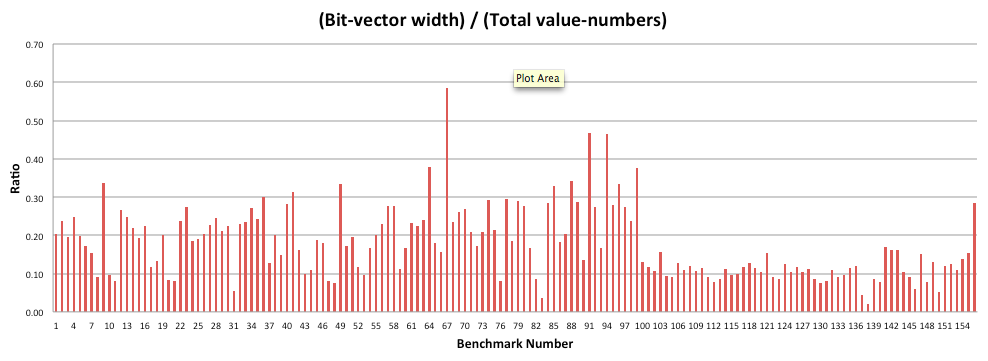 (Bit-vector width) / (Total value-numbers)
0.70
0.60
0.50
0.40
0.30
0.20
0.10
0.00
Ratio
Plot Area
1 4 7 10 13 16 19 22 25 28 31 34 37 40 43 46 49 52 55 58 61 64 67 70 73 76 79 82 85 88 91 94 97 100 103 106 109 112 115 118 121 124 127 130 133 136 139 142 145 148 151 154
Benchmark Number